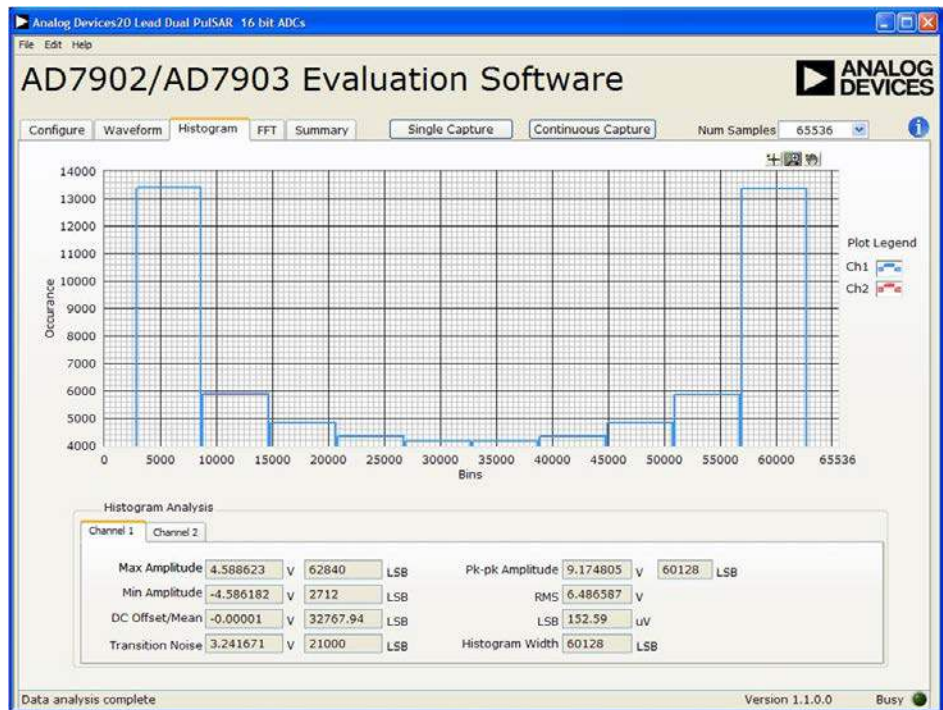 Analog Devices20 Lead Dual PulSAR 16 bit ADCs
File Edit Help
AD7902/AD7903 Evaluation Software
ANALOG DEVICES
Configure Waveform Histogram FFT Summary Single Capture Continuous Capture Num Samples 65536
14000
13000
12000
11000
10000
9000
8000
7000
6000
5000
4000
Occurance
0 5000 10000 15000 20000 25000 30000 35000 40000 45000 50000 55000 60000 65536
Bins
Plot Legend
Ch1
Ch2
Histogram Analysis
Channel 1 Channel 2
Max Amplitude 4.588623 V 62840 LSB Pk-pk Amplitude 9.174805 V 60128 LSB
Min Amplitude -4.586182 V 2712 LSB RMS 6.486587 V
DC Offset/Mean -0.00001 V 32767.94 LSB LSB 152.59 uV
Transition Noise 3.241671 V 21000 LSB Histogram Width 60128 LSB
Data analysis complete Version 1.1.0.0 Busy